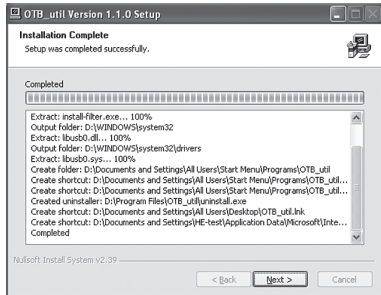 OTB_util Version 1.1.0 Setup
Installation Complete
Setup was completed successfully.
Completed
Extract: install-filter.exe... 100%
Output folder: D:\WINDOWS\system32
Extract: libusb0.dll... 100%
Output folder: D:\WINDOWS\system32\drivers
Extract: libusb0.sys... 100%
Create folder: D:\Documents and Settings\All Users\Start Menu\Programs\OTB_util
Create shortcut: D:\Documents and Settings\All Users\Start Menu\Programs\OTB_util...
Create shortcut: D:\Documents and Settings\All Users\Start Menu\Programs\OTB_util...
Created uninstaller: D:\Program Files\OTB_util\uninstall.exe
Create shortcut: D:\Documents and Settings\All Users\Desktop\OTB_util.lnk
Create shortcut: D:\Documents and Settings\HE-test\Application Data\Microsoft\Inte...
Completed
Nullsoft Install System v2.39
< Back
Next >
Cancel